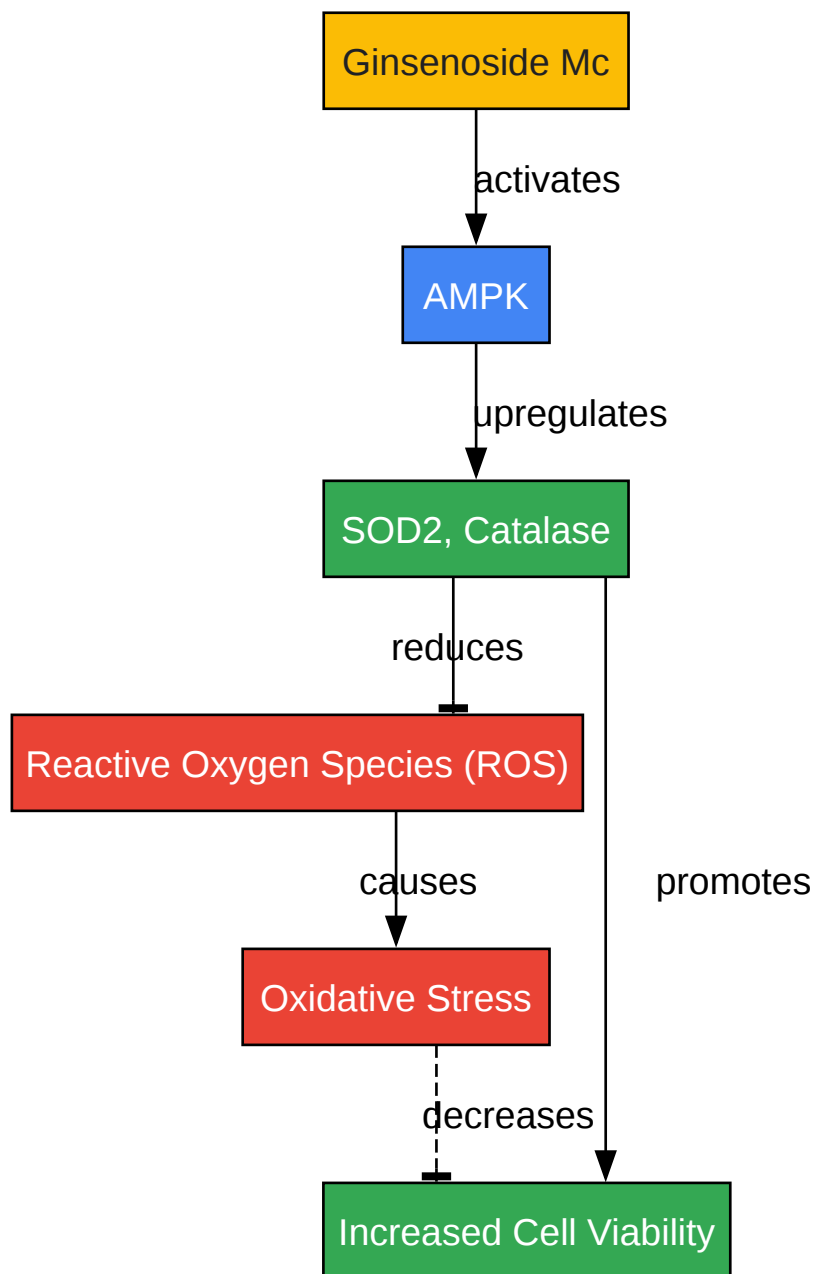 Ginsenoside Mc
activates
AMPK
upregulates
SOD2, Catalase
reduces
Reactive Oxygen Species (ROS)
causes
promotes
Oxidative Stress
decreases
Increased Cell Viability